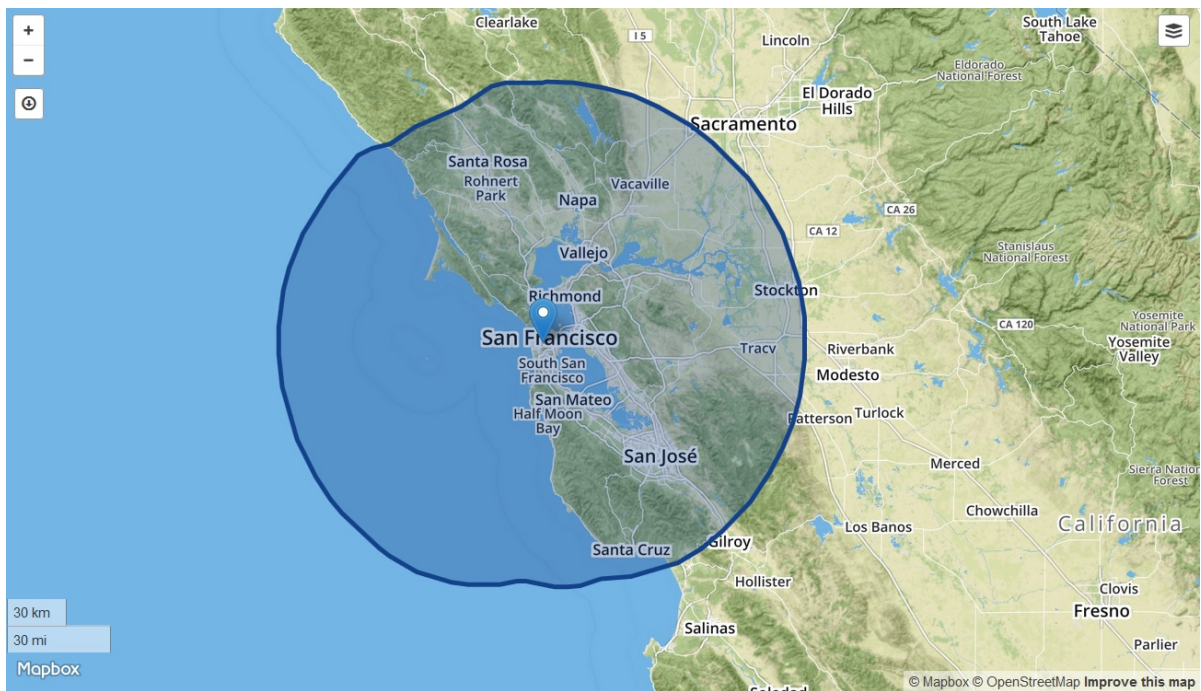 +
−
Clearlake
I 5
Lincoln
South Lake
Tahoe
Eldorado
National Forest
El Dorado
Hills
Sacramento
Santa Rosa
Rohnert
Park
Napa
Vacaville
CA 26
CA 12
Vallejo
Stanislaus
National Forest
Richmond
Stockton
CA 120
Yosemite
National Park
Yosemite
Valley
San Francisco
Tracy
Riverbank
Modesto
South San
Francisco
San Mateo
Half Moon
Bay
Patterson
Turlock
San José
Merced
Sierra Nation
Forest
Chowchilla
California
Los Banos
Gilroy
Santa Cruz
Hollister
Clovis
Fresno
Salinas
Parlier
Soledad
30 km
30 mi
Mapbox
© Mapbox © OpenStreetMap Improve this map